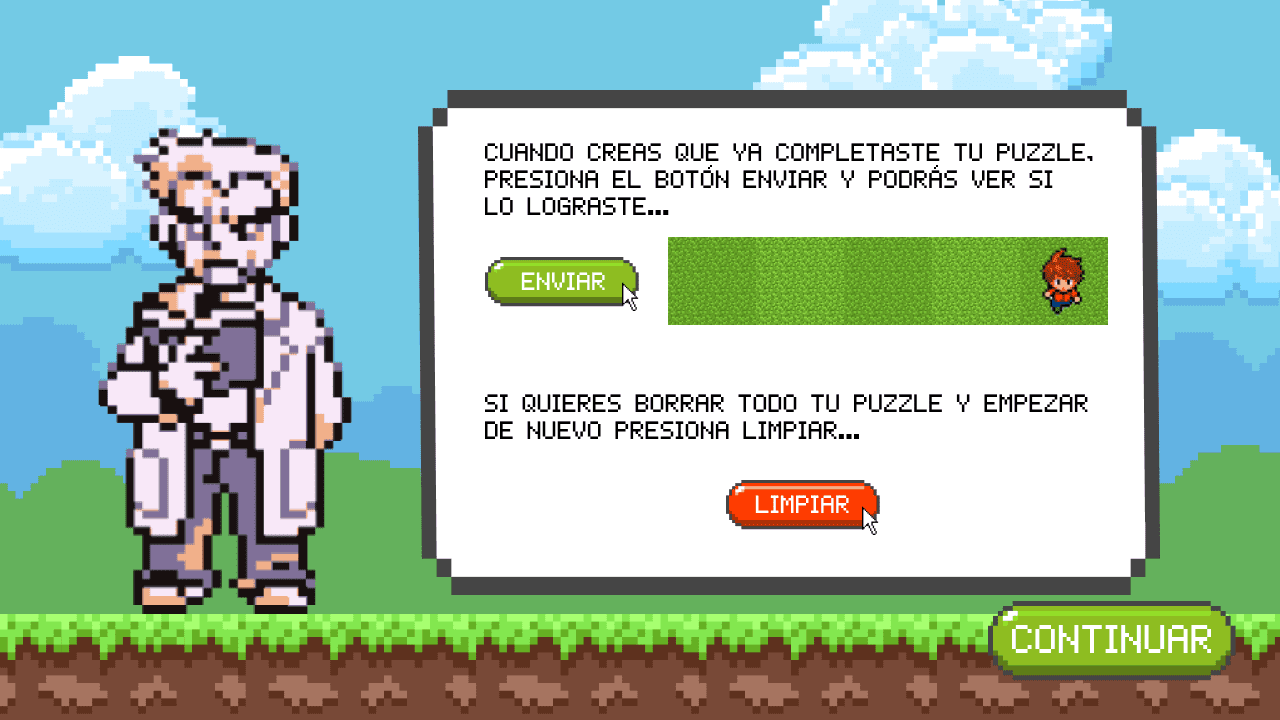 CUANDO CREAS QUE YA COMPLETASTE TU PUZZLE,
PRESIONA EL BOTÓN ENVIAR Y PODRÁS VER SI
LO LOGRASTE...
ENVIAR
SI QUIERES BORRAR TODO TU PUZZLE Y EMPEZAR
DE NUEVO PRESIONA LIMPIAR...
LIMPIAR
CONTINUAR